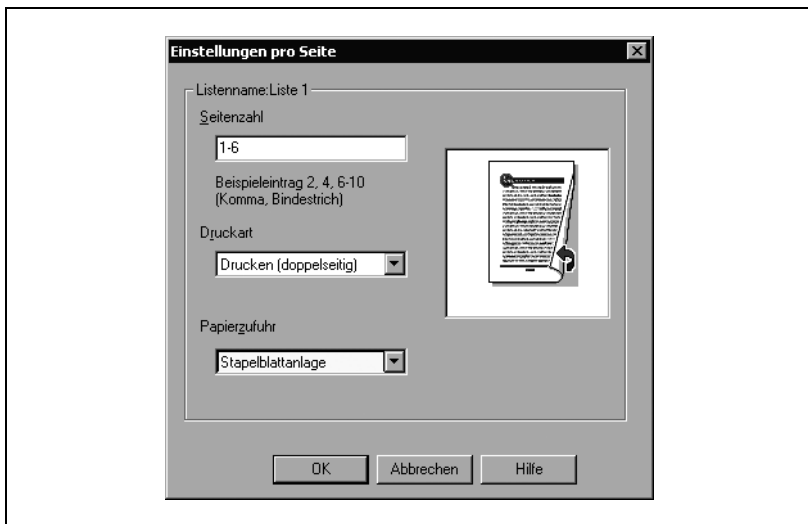 Einstellungen pro Seite
Listenname:Liste 1
Seitenzahl
1-6
Beispieleintrag 2, 4, 6-10
(Komma, Bindestrich)
Druckart
Drucken (doppelseitig)
Papierzufuhr
Stapelblattanlage
OK
Abbrechen
Hilfe